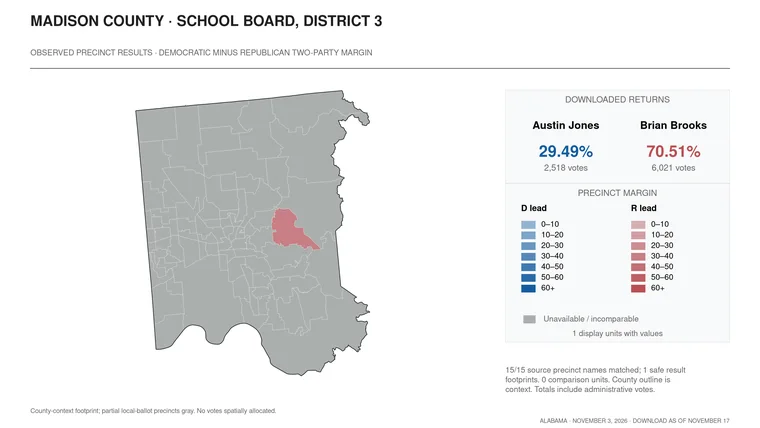 MADISON COUNTY · SCHOOL BOARD, DISTRICT 3
OBSERVED PRECINCT RESULTS · DEMOCRATIC MINUS REPUBLICAN TWO-PARTY MARGIN
DOWNLOADED RETURNS
Austin Jones Brian Brooks
29.49% 70.51%
2,518 votes 6,021 votes
PRECINCT MARGIN
D lead R lead
0–10 0–10
10–20 10–20
20–30 20–30
30–40 30–40
40–50 40–50
50–60 50–60
60+ 60+
Unavailable / incomparable
1 display units with values
15/15 source precinct names matched; 1 safe result
footprints. 0 comparison units. County outline is
context. Totals include administrative votes.
County-context footprint; partial local-ballot precincts gray. No votes spatially allocated.
ALABAMA · NOVEMBER 3, 2026 · DOWNLOAD AS OF NOVEMBER 17